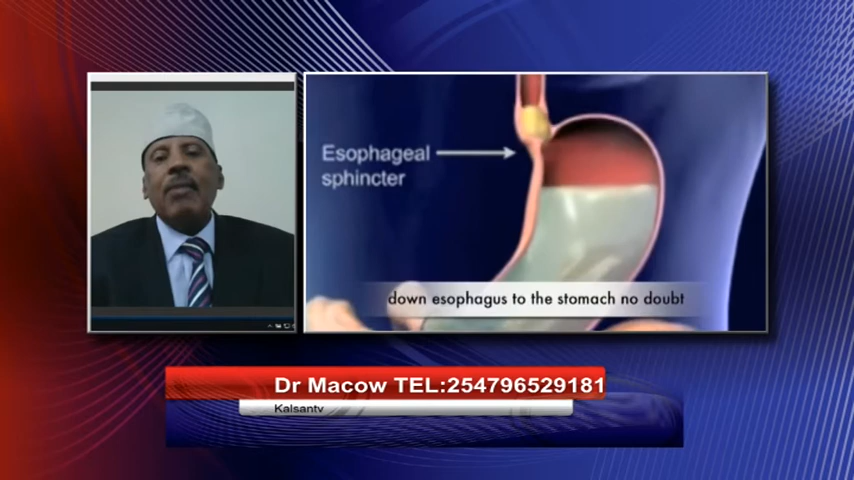 Esophageal
sphincter
down esophagus to the stomach no doubt
Dr Macow TEL:254796529181
Kalsantv